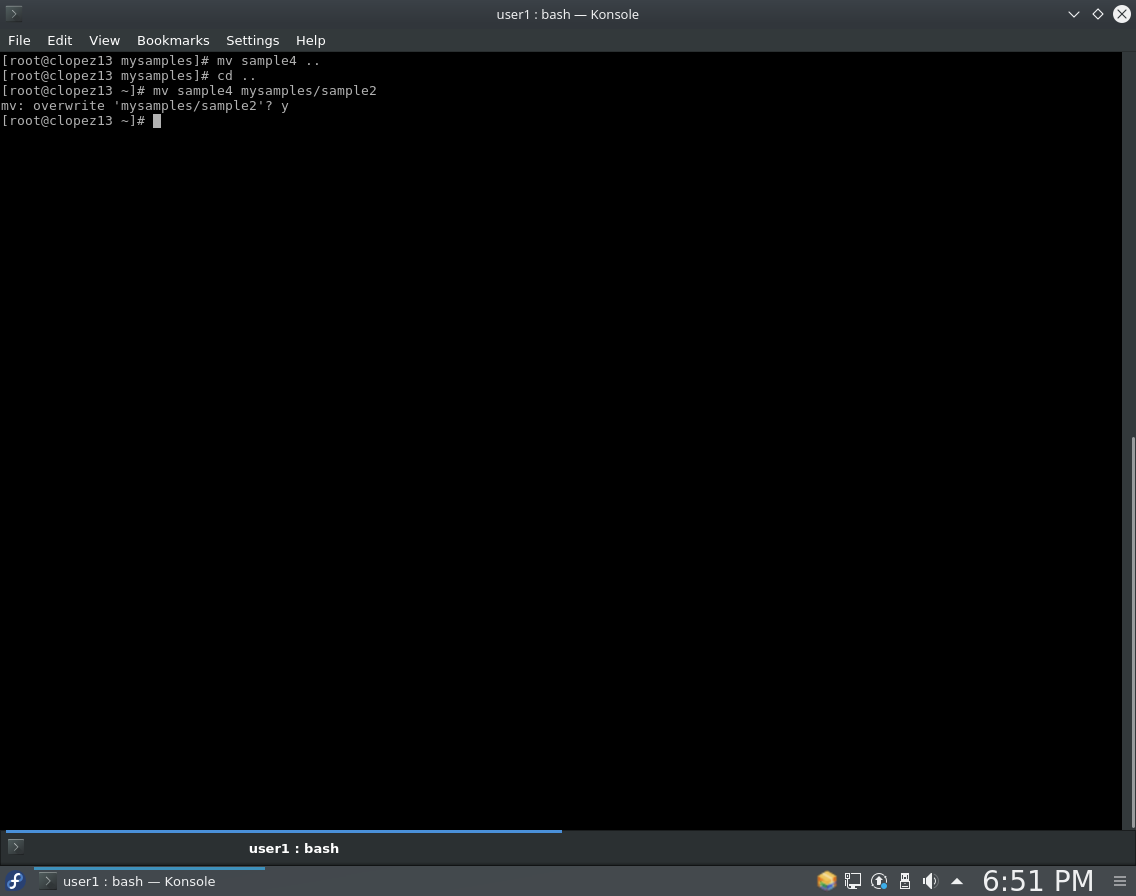 user1 : bash — Konsole
File Edit View Bookmarks Settings Help
[root@clopez13 mysamples]# mv sample4 ..
[root@clopez13 mysamples]# cd ..
[root@clopez13 ~]# mv sample4 mysamples/sample2
mv: overwrite 'mysamples/sample2'? y
[root@clopez13 ~]#
user1 : bash
user1 : bash — Konsole
6:51 PM